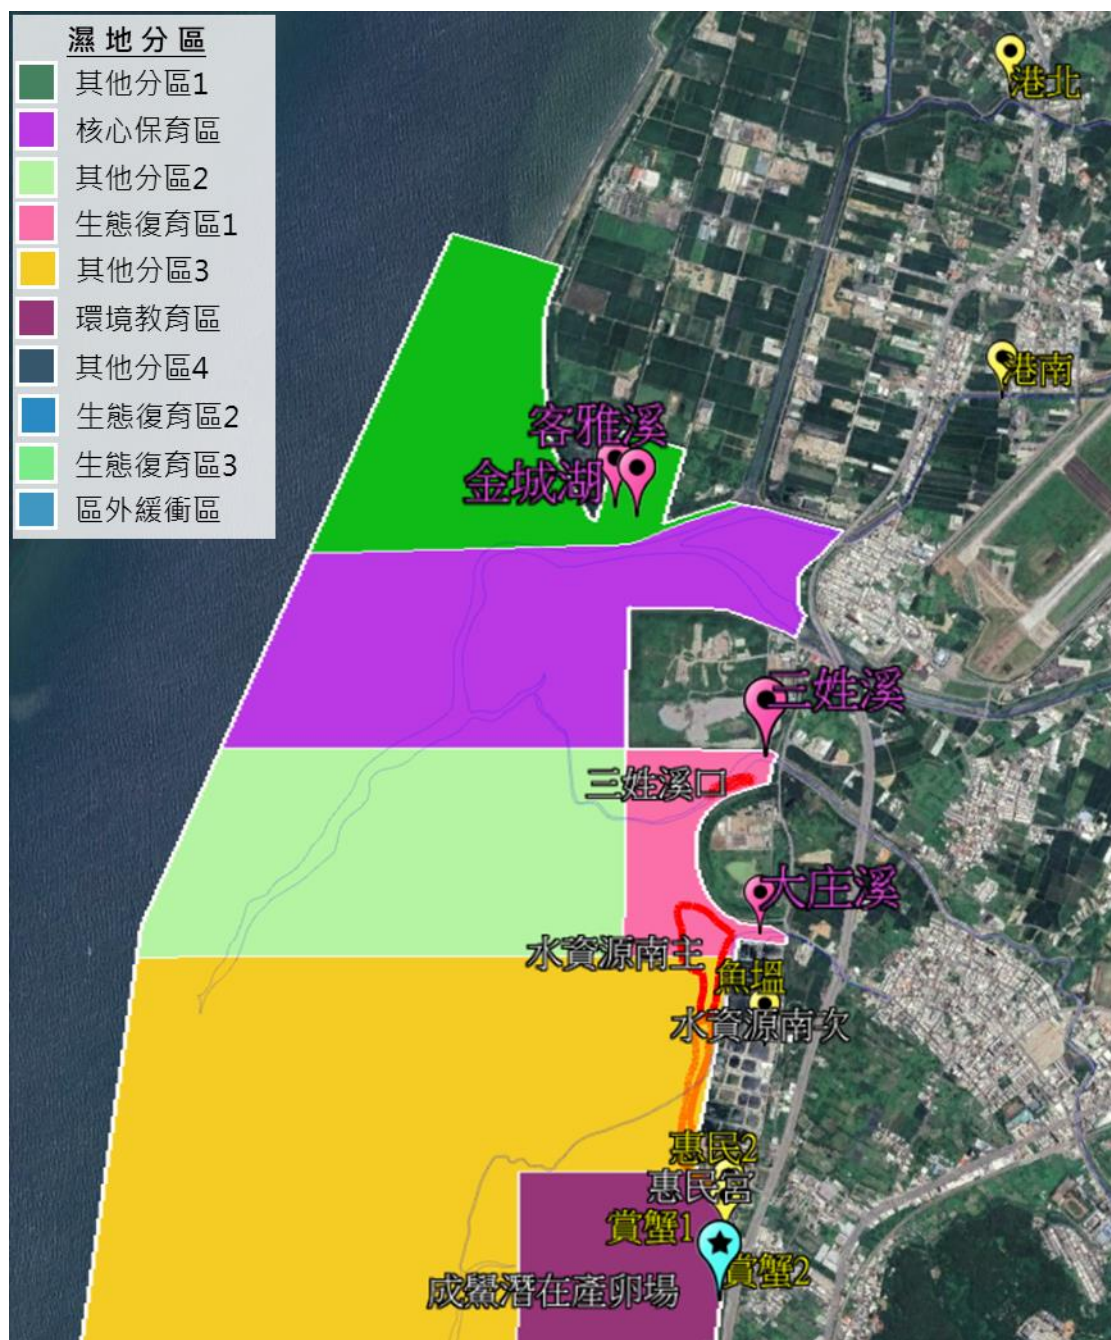 濕地分區
其他分區1
核心保育區
其他分區2
生態復育區1
其他分區3
環境教育區
其他分區4
生態復育區2
生態復育區3
區外緩衝區
港北
港南
客雅溪
金城湖
三姓溪
三姓溪口
大庄溪
水資源南主
魚塭
水資源南次
惠民2
惠民宮
賞蟹1
賞蟹2
成鱟潛在產卵場